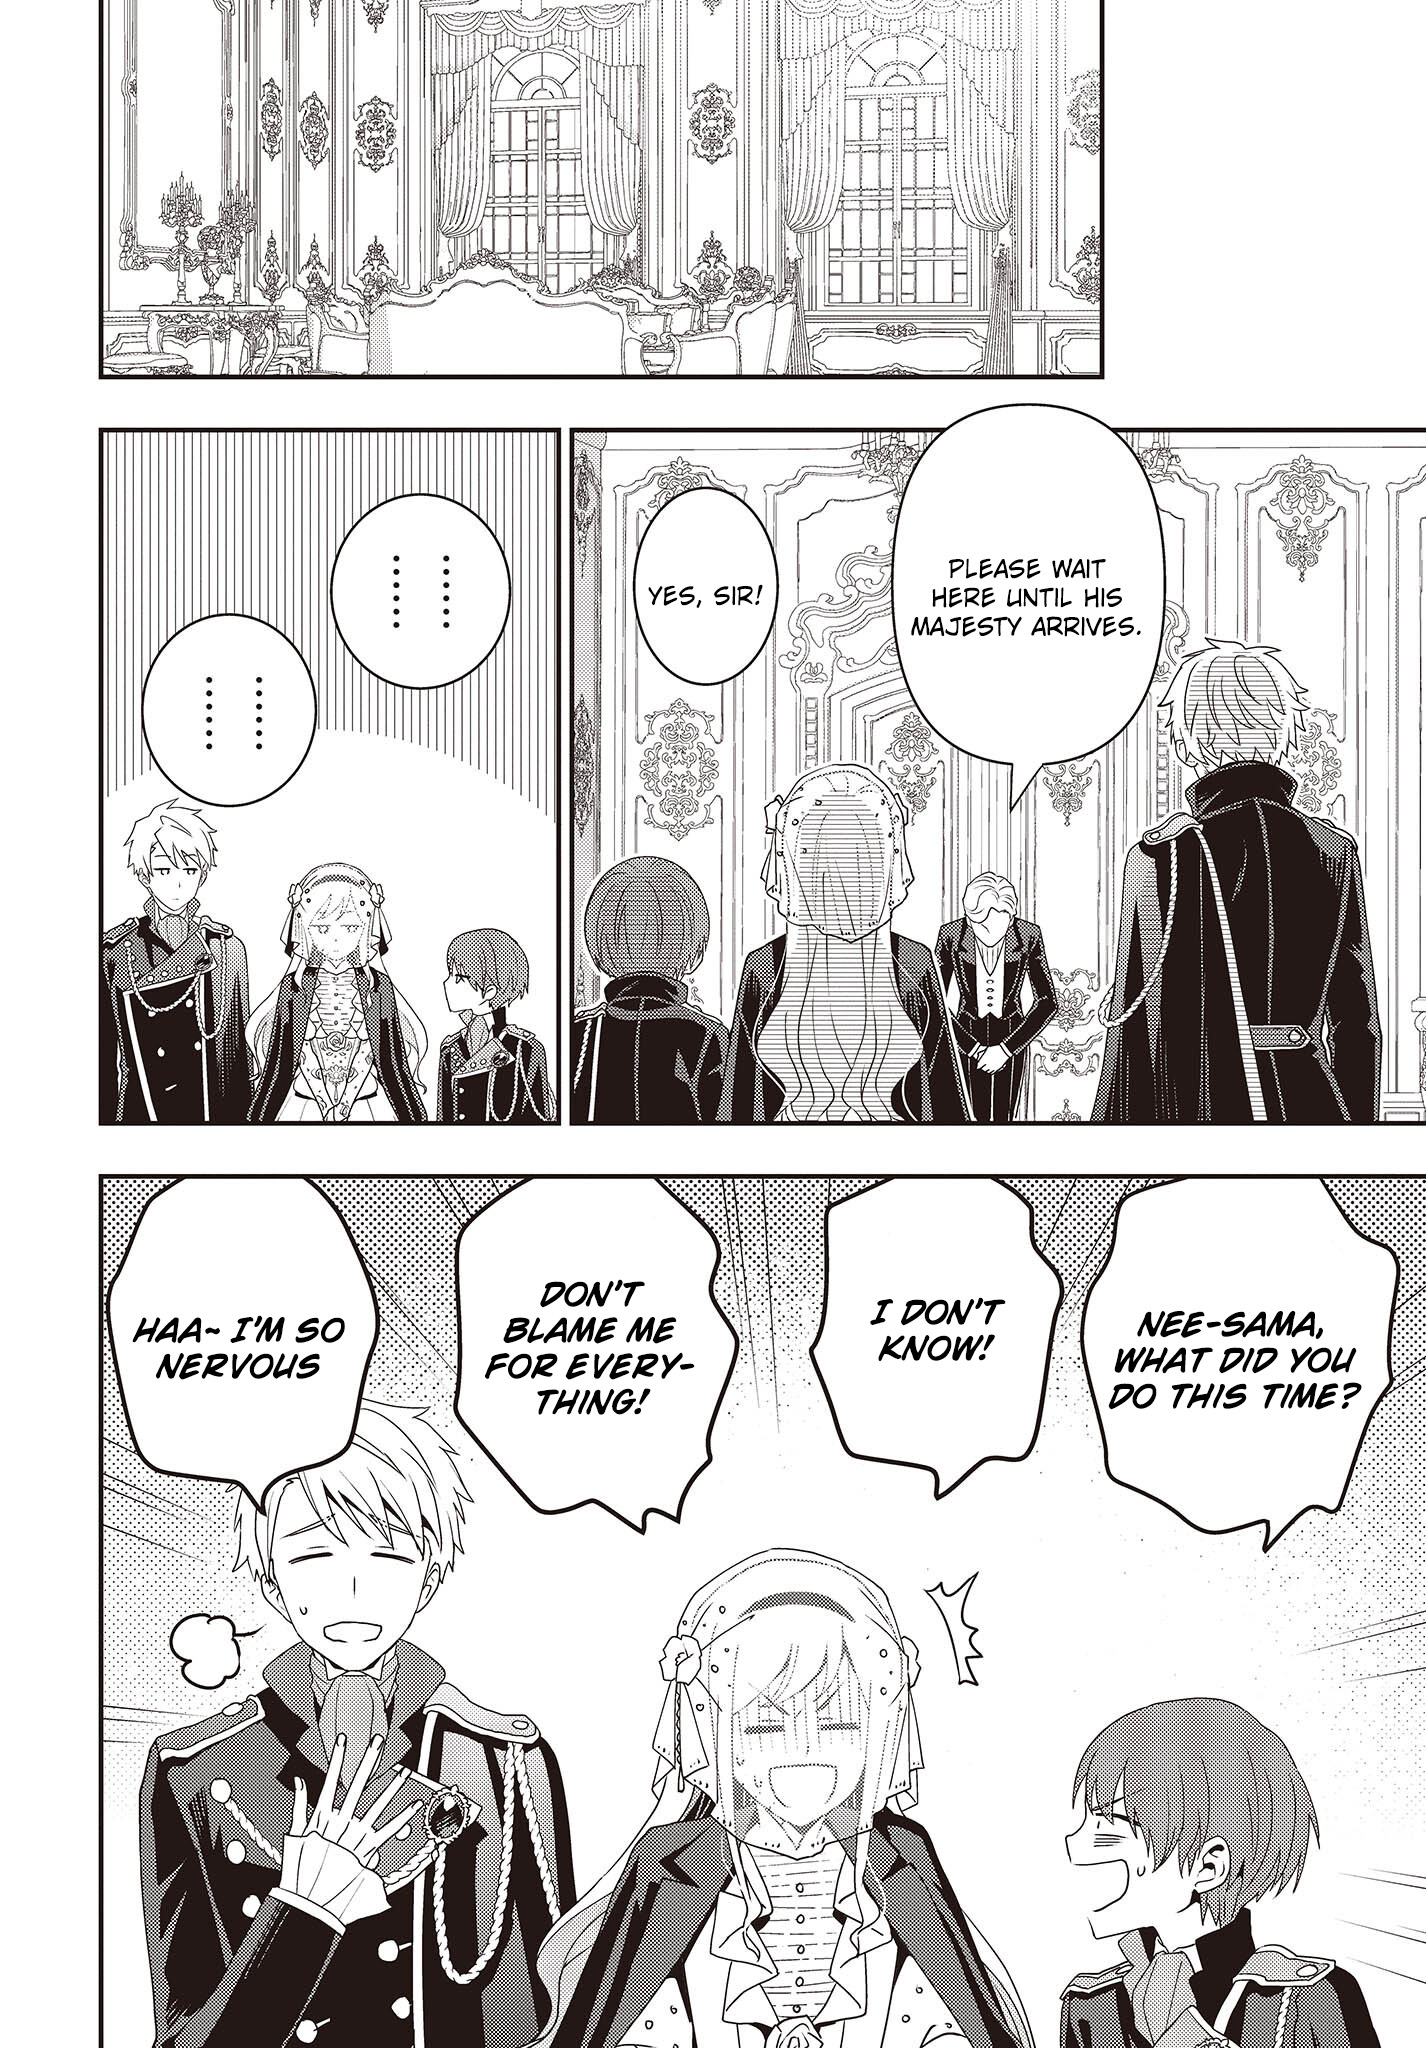 PLEASE WAIT
HERE UNTIL HIS
MAJESTY ARRIVES.
YES, SIR!
NEE-SAMA,
WHAT DID YOU
DO THIS TIME?
I DON'T
KNOW!
DON'T
BLAME ME
FOR EVERY-
THING!
HAA~ I'M SO
NERVOUS